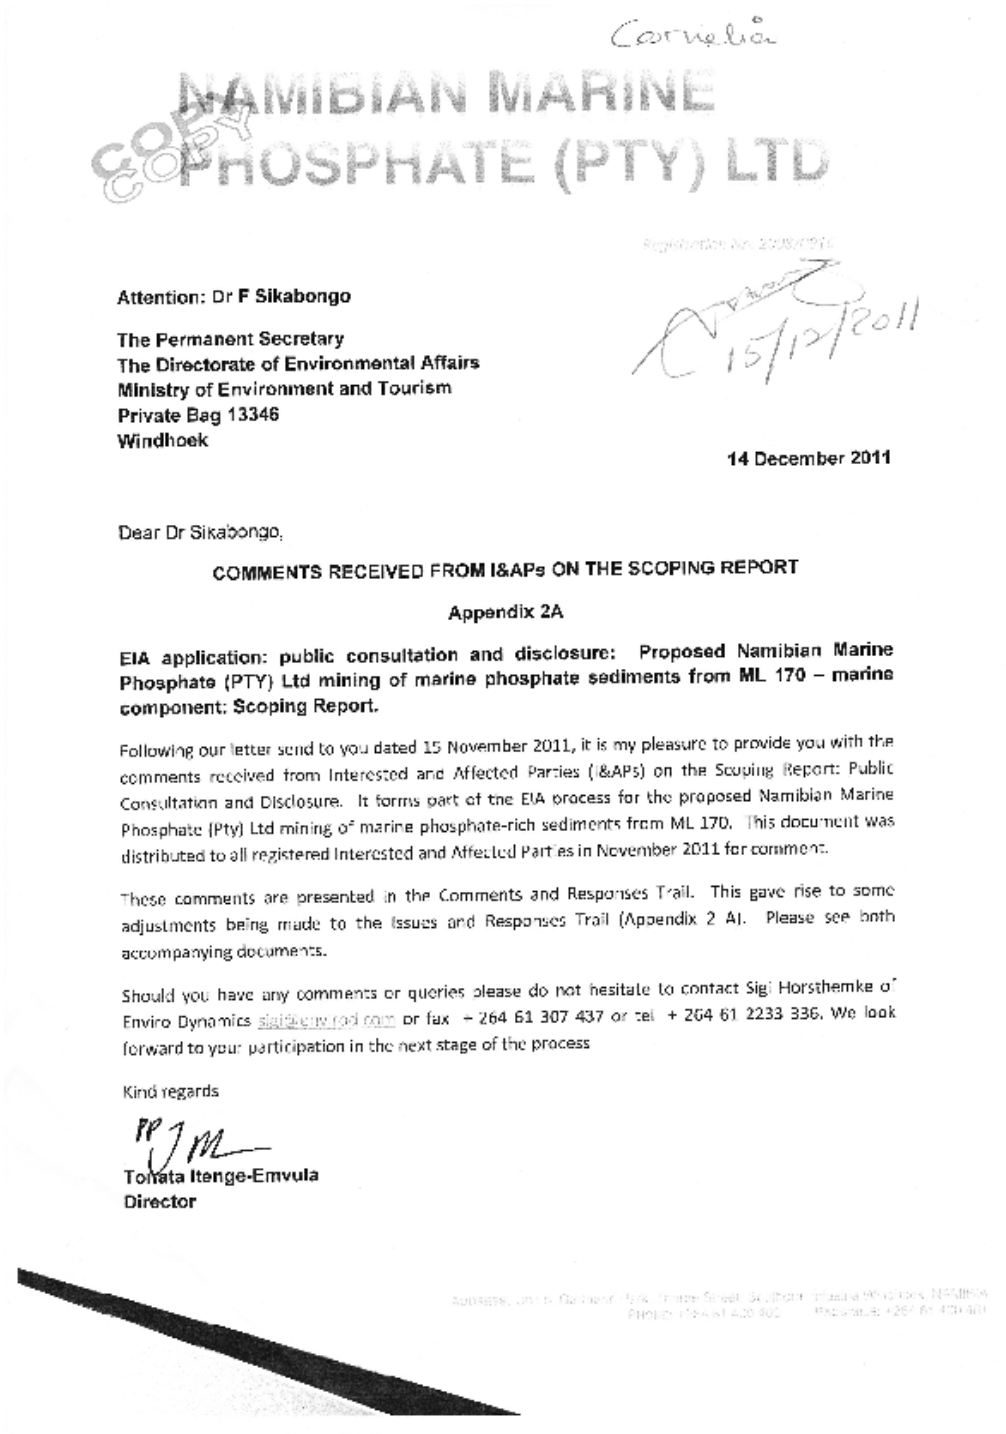 Cornelia
NAMIBIAN MARINE
PHOSPHATE (PTY) LTD
COPY
COPY
Registration No. 2008/0910
15/12/2011
Attention: Dr F Sikabongo
The Permanent Secretary
The Directorate of Environmental Affairs
Ministry of Environment and Tourism
Private Bag 13346
Windhoek
14 December 2011
Dear Dr Sikabongo,
COMMENTS RECEIVED FROM I&APs ON THE SCOPING REPORT
Appendix 2A
EIA application: public consultation and disclosure: Proposed Namibian Marine
Phosphate (PTY) Ltd mining of marine phosphate sediments from ML 170 – marine
component: Scoping Report.
Following our letter send to you dated 15 November 2011, it is my pleasure to provide you with the
comments received from Interested and Affected Parties (I&APs) on the Scoping Report: Public
Consultation and Disclosure. It forms part of the EIA process for the proposed Namibian Marine
Phosphate (Pty) Ltd mining of marine phosphate-rich sediments from ML 170. This document was
distributed to all registered Interested and Affected Parties in November 2011 for comment.
These comments are presented in the Comments and Responses Trail. This gave rise to some
adjustments being made to the Issues and Responses Trail (Appendix 2 A). Please see both
accompanying documents.
Should you have any comments or queries please do not hesitate to contact Sigi Horsthemke of
Enviro Dynamics sigi@envirod.com or fax + 264 61 307 437 or tel + 264 61 2233 336. We look
forward to your participation in the next stage of the process
Kind regards
PP
Tonata Itenge-Emvula
Director